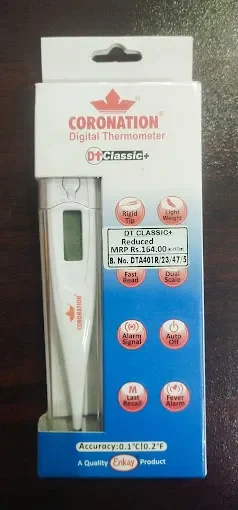 CORONATION®
Digital Thermometer
DT Classic+
Rigid Tip
Light Weight
DT CLASSIC+
Reduced
MRP Rs.164.00
B. No. DTA401R/23/47/5
Fast Read
Dual Scale
CORONATION
Alarm Signal
Auto Off
M
Last Recall
Fever Alarm
Accuracy:0.1°C|0.2°F
A Quality Enkay Product